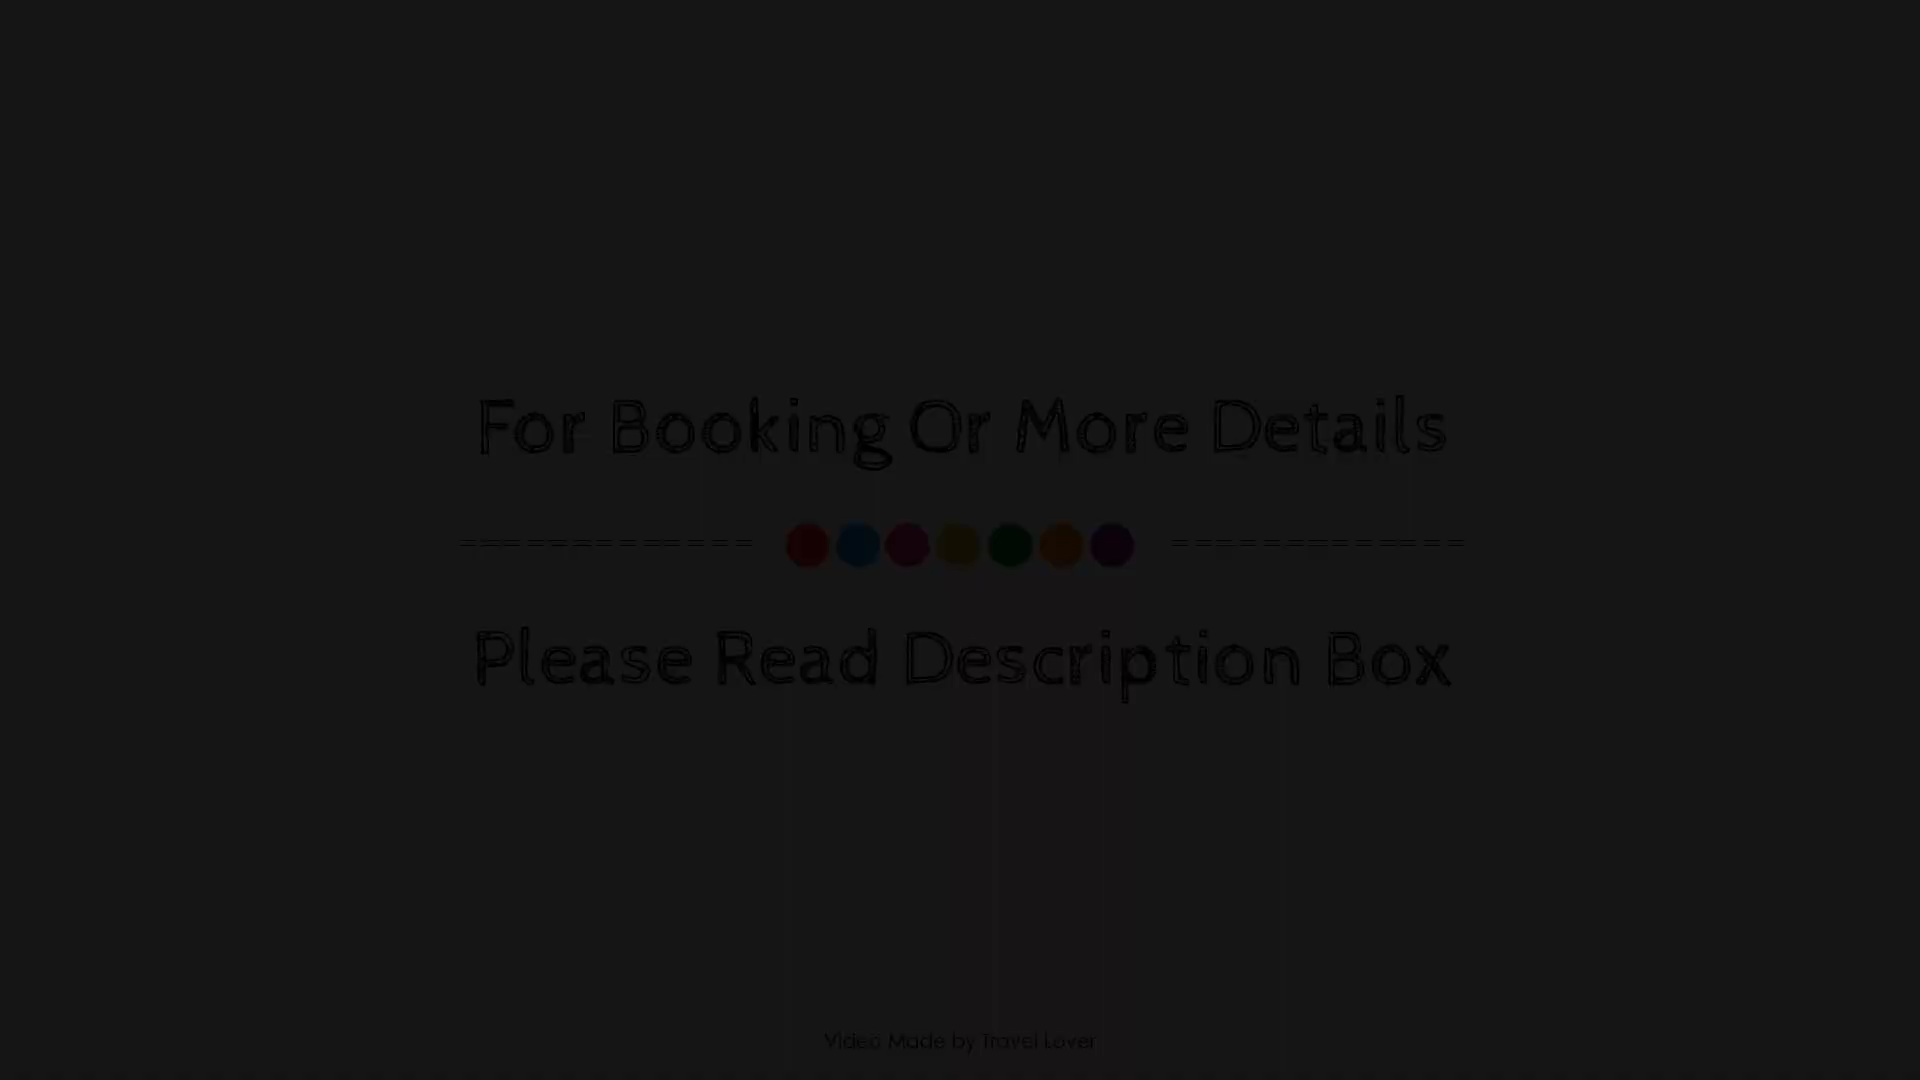 For Booking Or More Details
============= =============
Please Read Description Box
Video Made by Travel Lover